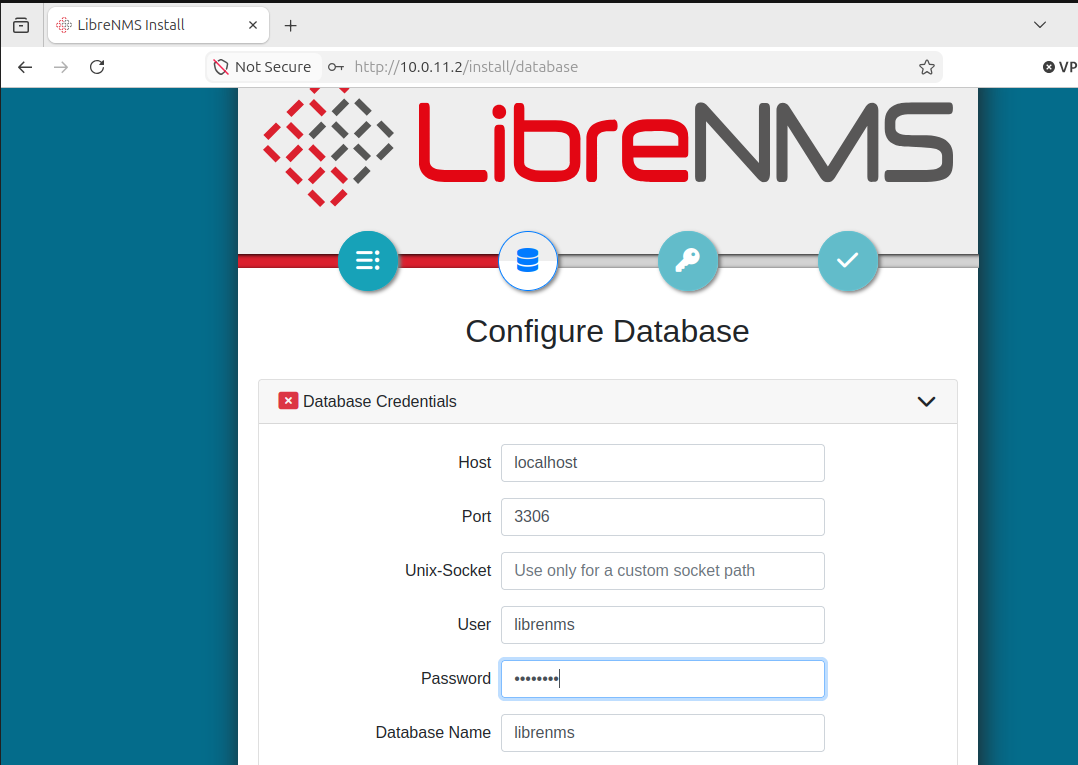 LibreNMS Install
Not Secure http://10.0.11.2/install/database VP
LibreNMS
Configure Database
Database Credentials
Host localhost
Port 3306
Unix-Socket Use only for a custom socket path
User librenms
Password ••••••••
Database Name librenms